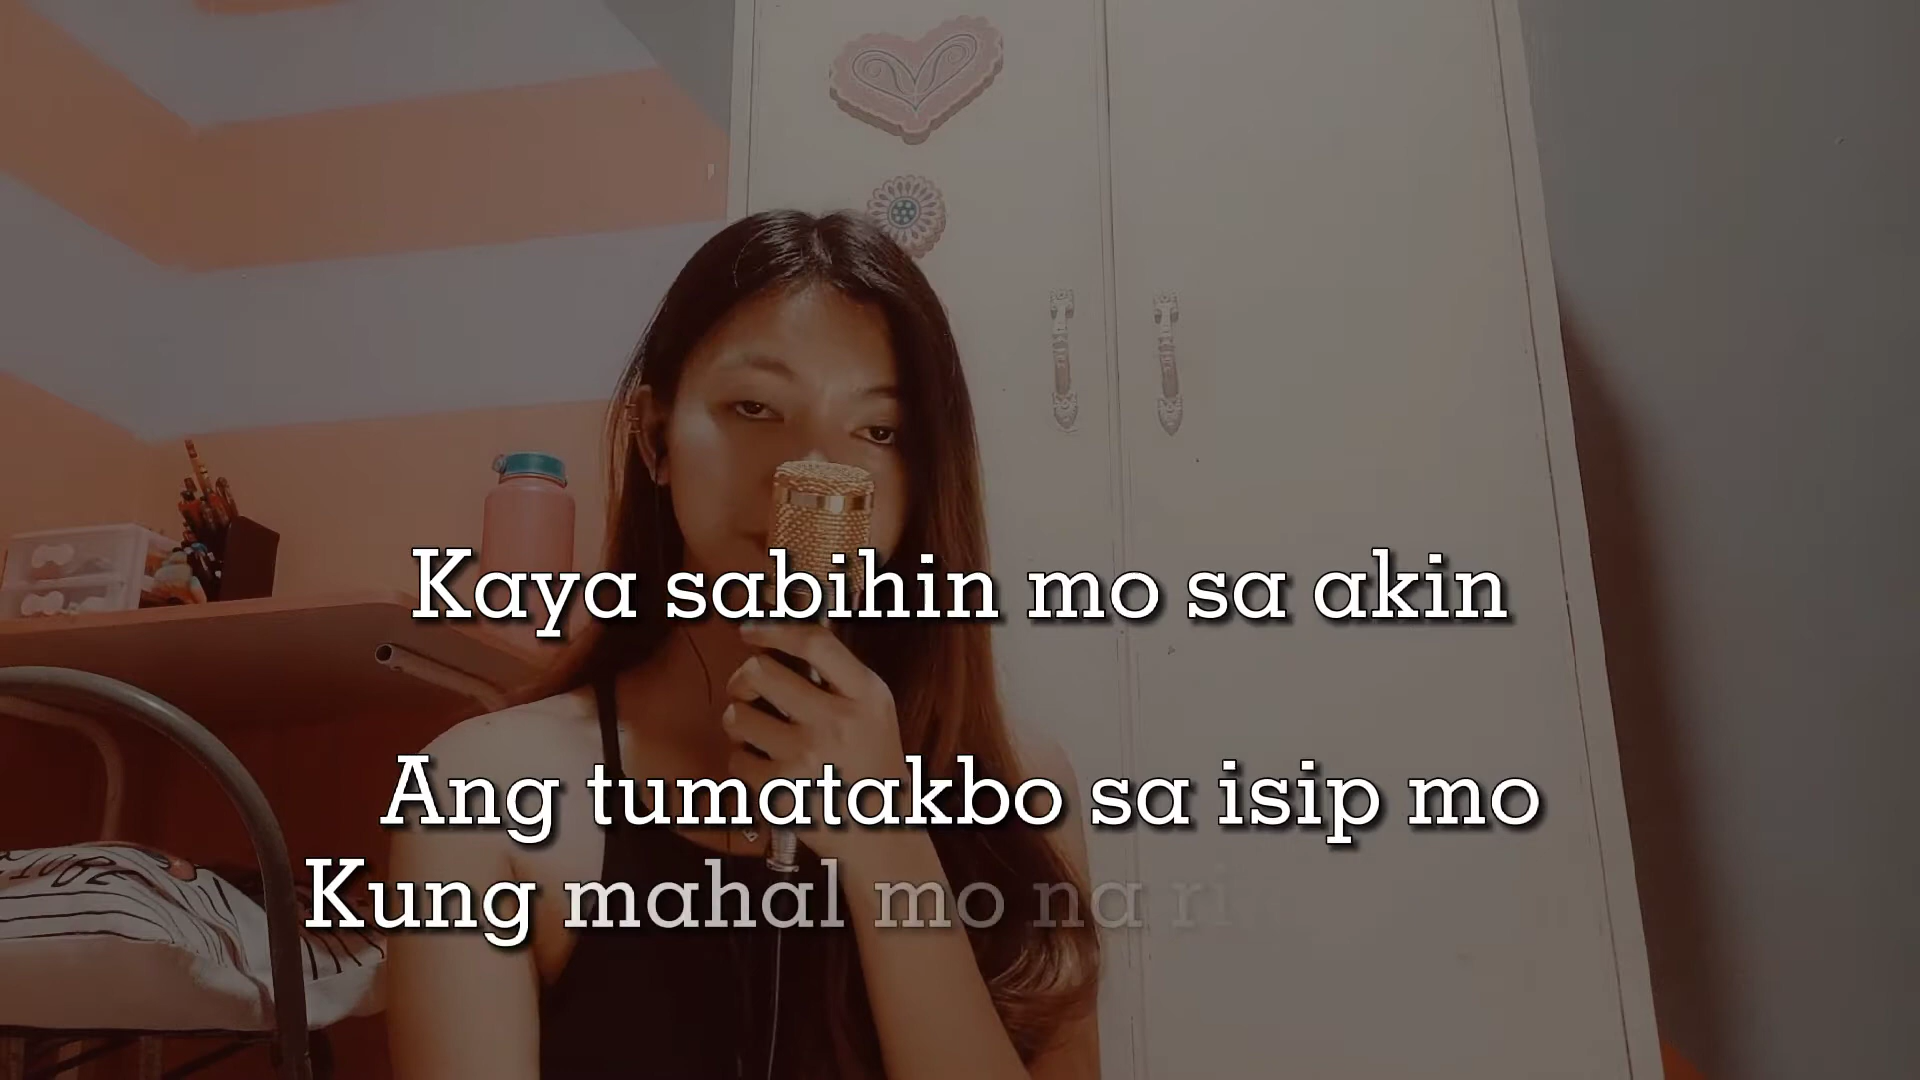 Kaya sabihin mo sa akin
Ang tumatakbo sa isip mo
Kung mahal mo na